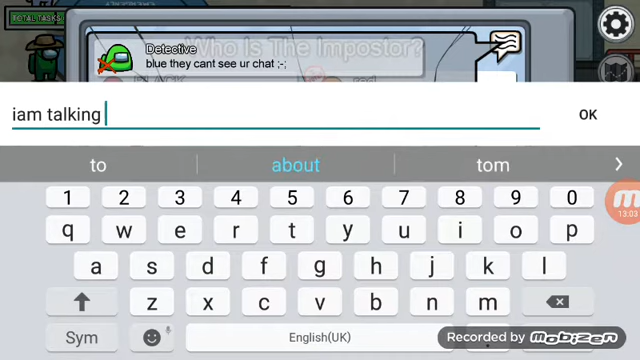 TOTAL TASKS
Who Is The Impostor?
Detective
blue they cant see ur chat ;-;
iam talking
OK
to
about
tom
1 2 3 4 5 6 7 8 9 0
q w e r t y u i o p
a s d f g h j k l
z x c v b n m
Sym
English(UK)
13:03
Recorded by mobizen